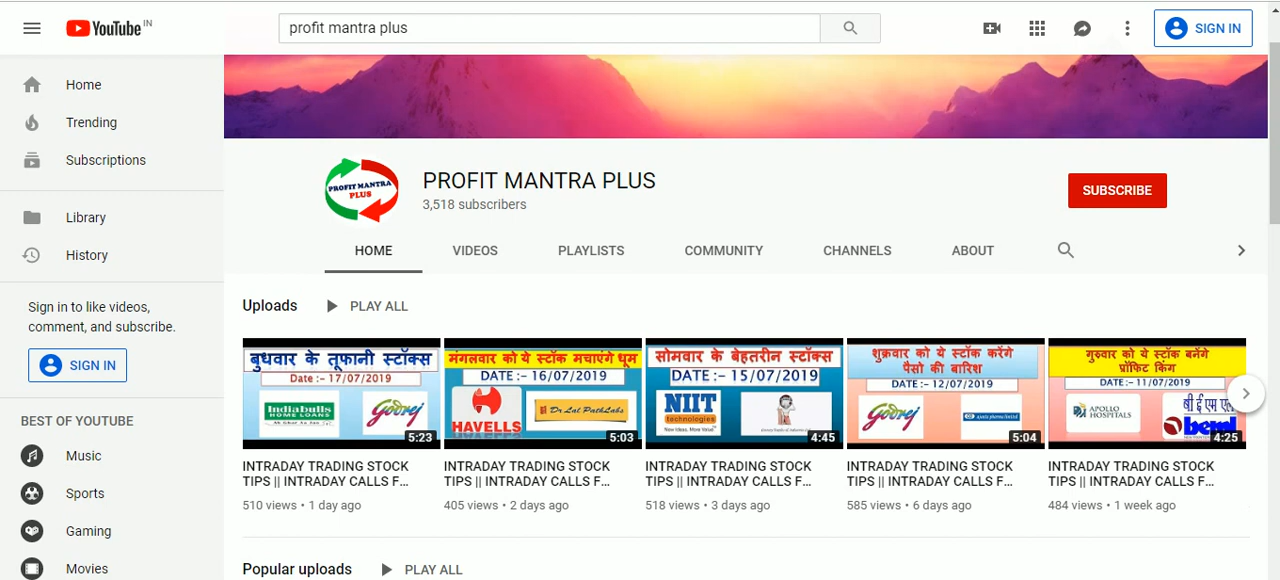 YouTube IN
profit mantra plus
SIGN IN
Home
Trending
Subscriptions
Library
History
Sign in to like videos,
comment, and subscribe.
SIGN IN
BEST OF YOUTUBE
Music
Sports
Gaming
Movies
PROFIT MANTRA
PLUS
PROFIT MANTRA PLUS
3,518 subscribers
SUBSCRIBE
HOME
VIDEOS
PLAYLISTS
COMMUNITY
CHANNELS
ABOUT
Uploads
PLAY ALL
बुधवार के तूफानी स्टॉक्स
Date :- 17/07/2019
Indiabulls
HOME LOANS
Godrej
5:23
INTRADAY TRADING STOCK
TIPS || INTRADAY CALLS F...
510 views • 1 day ago
मंगलवार को ये स्टॉक मचाएंगे धूम
DATE :- 16/07/2019
HAVELLS
Dr Lal PathLabs
5:03
INTRADAY TRADING STOCK
TIPS || INTRADAY CALLS F...
405 views • 2 days ago
सोमवार के बेहतरीन स्टॉक्स
DATE :- 15/07/2019
NIIT
technologies
New Ideas, More Value
4:45
INTRADAY TRADING STOCK
TIPS || INTRADAY CALLS F...
518 views • 3 days ago
शुक्रवार को ये स्टॉक करेंगे
पैसो की बारिश
DATE :- 12/07/2019
Godrej
5:04
INTRADAY TRADING STOCK
TIPS || INTRADAY CALLS F...
585 views • 6 days ago
गुरुवार को ये स्टॉक बनेंगे
प्रॉफिट किंग
DATE :- 11/07/2019
APOLLO
HOSPITALS
बी ई एम एल
beml
4:25
INTRADAY TRADING STOCK
TIPS || INTRADAY CALLS F...
484 views • 1 week ago
Popular uploads
PLAY ALL